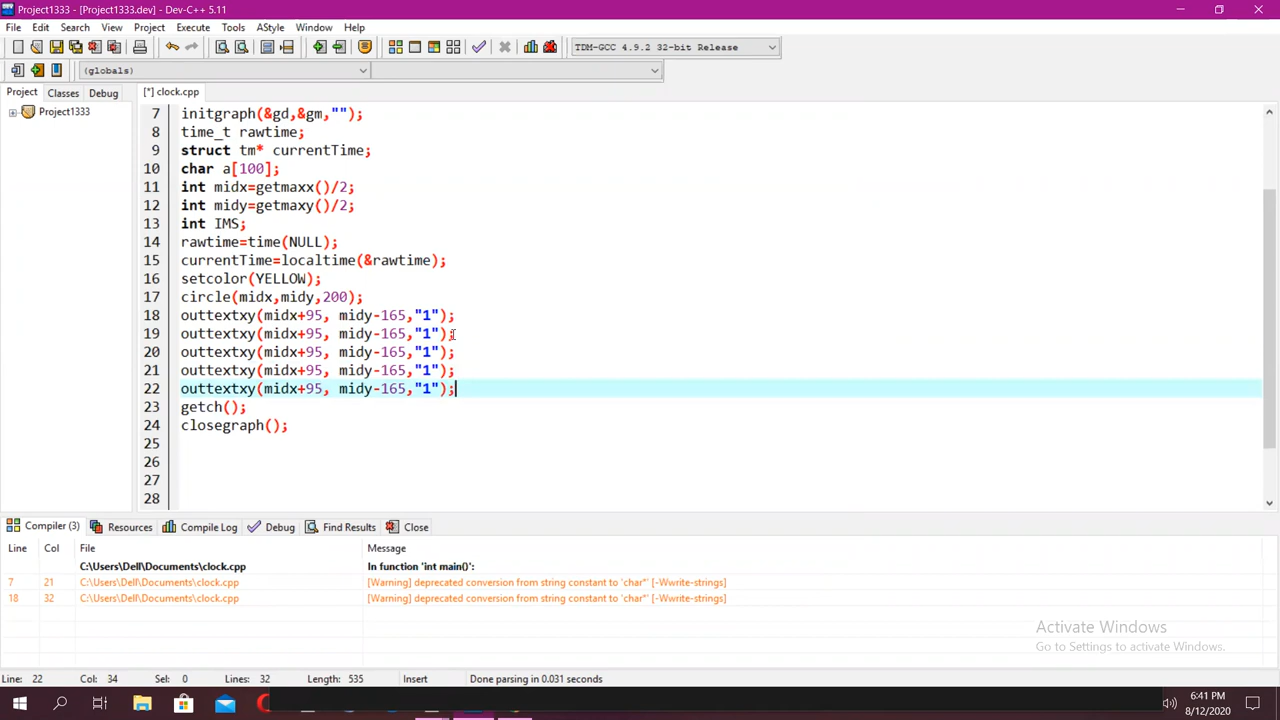 Project1333 - [Project1333.dev] - Dev-C++ 5.11
File Edit Search View Project Execute Tools AStyle Window Help
TDM-GCC 4.9.2 32-bit Release
(globals)
Project Classes Debug [*] clock.cpp
Project1333
7 initgraph(&gd,&gm,"");
8 time_t rawtime;
9 struct tm* currentTime;
10 char a[100];
11 int midx=getmaxx()/2;
12 int midy=getmaxy()/2;
13 int IMS;
14 rawtime=time(NULL);
15 currentTime=localtime(&rawtime);
16 setcolor(YELLOW);
17 circle(midx,midy,200);
18 outtextxy(midx+95, midy-165,"1");
19 outtextxy(midx+95, midy-165,"1");
20 outtextxy(midx+95, midy-165,"1");
21 outtextxy(midx+95, midy-165,"1");
22 outtextxy(midx+95, midy-165,"1");
23 getch();
24 closegraph();
25
26
27
28
Compiler (3) Resources Compile Log Debug Find Results Close
Line Col File Message
C:\Users\Dell\Documents\clock.cpp In function 'int main()':
7 21 C:\Users\Dell\Documents\clock.cpp [Warning] deprecated conversion from string constant to 'char*' [-Wwrite-strings]
18 32 C:\Users\Dell\Documents\clock.cpp [Warning] deprecated conversion from string constant to 'char*' [-Wwrite-strings]
Activate Windows
Go to Settings to activate Windows.
Line: 22 Col: 34 Sel: 0 Lines: 32 Length: 535 Insert Done parsing in 0.031 seconds
6:41 PM
8/12/2020